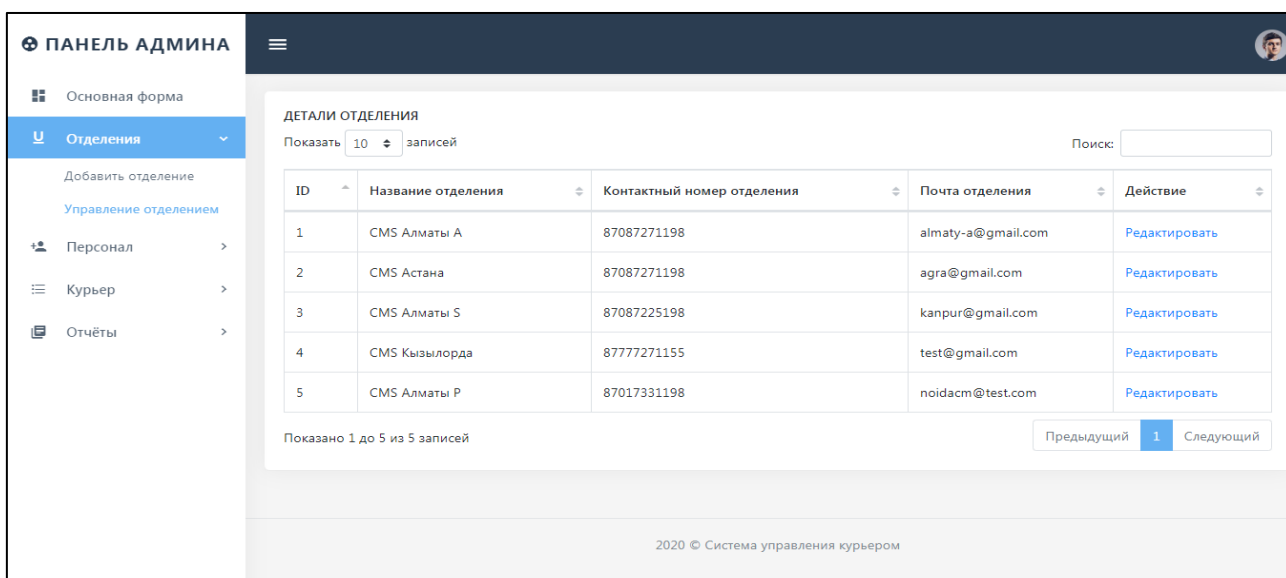 ПАНЕЛЬ АДМИНА
Основная форма
Отделения
Добавить отделение
Управление отделением
Персонал
Курьер
Отчёты
ДЕТАЛИ ОТДЕЛЕНИЯ
Показать 10 записей Поиск:
ID Название отделения Контактный номер отделения Почта отделения Действие
1 CMS Алматы A 87087271198 almaty-a@gmail.com Редактировать
2 CMS Астана 87087271198 agra@gmail.com Редактировать
3 CMS Алматы S 87087225198 kanpur@gmail.com Редактировать
4 CMS Кызылорда 87777271155 test@gmail.com Редактировать
5 CMS Алматы P 87017331198 noidacm@test.com Редактировать
Показано 1 до 5 из 5 записей Предыдущий 1 Следующий
2020 © Система управления курьером